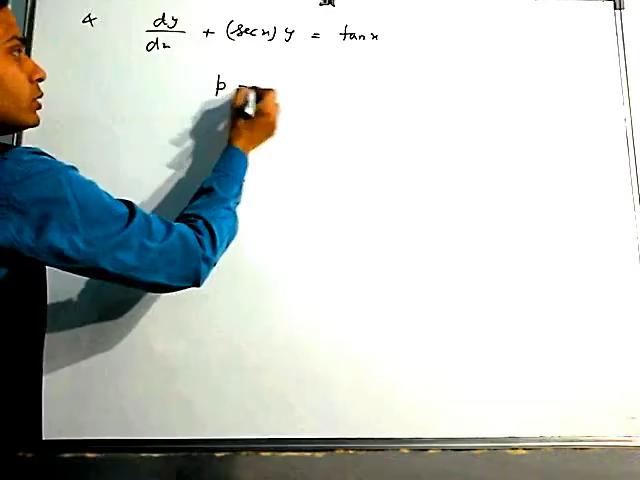 4 dy/dx + (sec x) y = tan x
p =